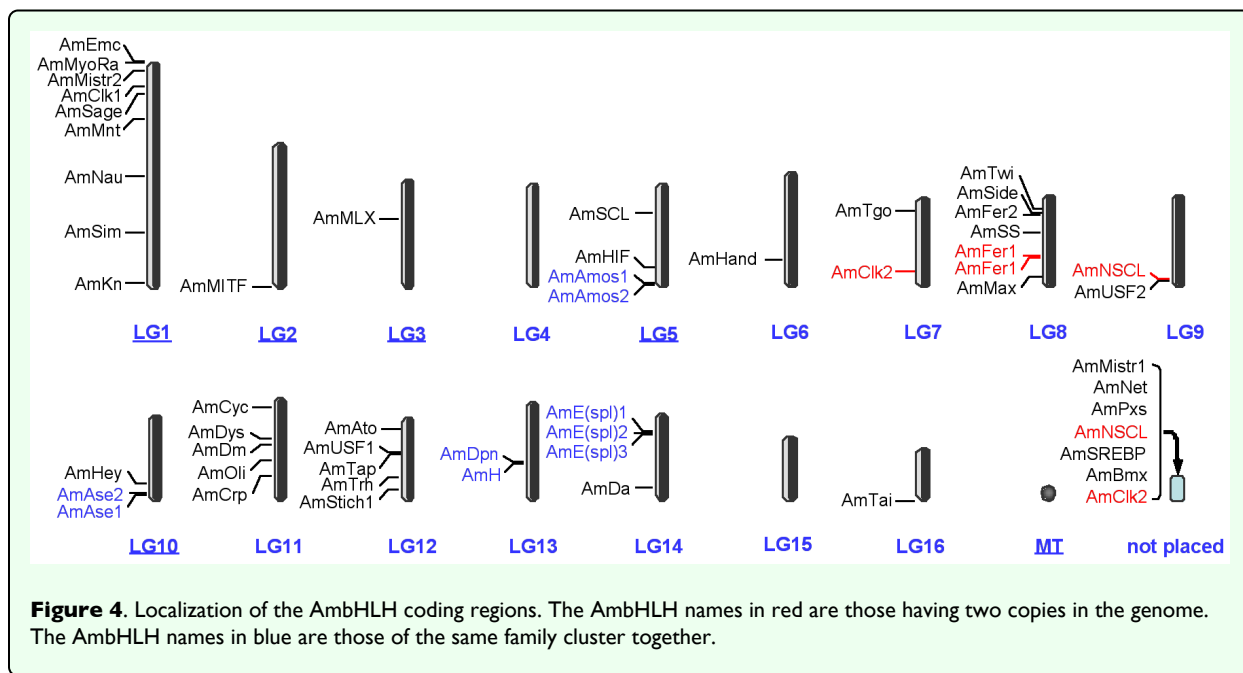 AmEmc
AmMyoRa
AmMistr2
AmClk1
AmSage
AmMnt
AmNau
AmSim
AmKn
LG1
AmMITF
LG2
AmMLX
LG3
LG4
AmSCL
AmHIF
AmAmos1
AmAmos2
LG5
AmHand
LG6
AmTgo
AmClk2
LG7
AmTwi
AmSide
AmFer2
AmSS
AmFer1
AmFer1
AmMax
LG8
AmNSCL
AmUSF2
LG9
AmHey
AmAse2
AmAse1
LG10
AmCyc
AmDys
AmDm
AmOli
AmCrp
LG11
AmAto
AmUSF1
AmTap
AmTrh
AmStich1
LG12
AmDpn
AmH
LG13
AmE(spl)1
AmE(spl)2
AmE(spl)3
AmDa
LG14
LG15
AmTai
LG16
MT
AmMistr1
AmNet
AmPxs
AmNSCL
AmSREBP
AmBmx
AmClk2
not placed
Figure 4. Localization of the AmbHLH coding regions. The AmbHLH names in red are those having two copies in the genome.
The AmbHLH names in blue are those of the same family cluster together.